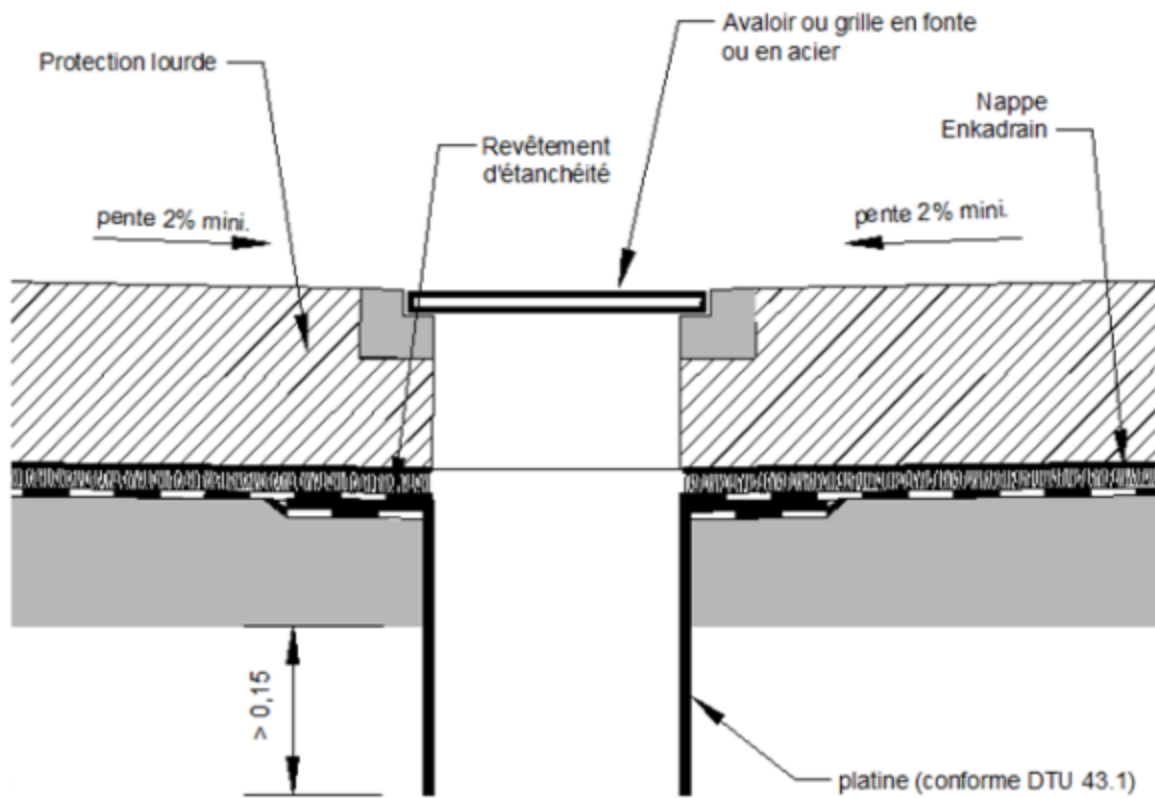 Avaloir ou grille en fonte
ou en acier
Protection lourde
Nappe
Enkadrain
Revêtement
d'étanchéité
pente 2% mini.
pente 2% mini.
> 0,15
platine (conforme DTU 43.1)